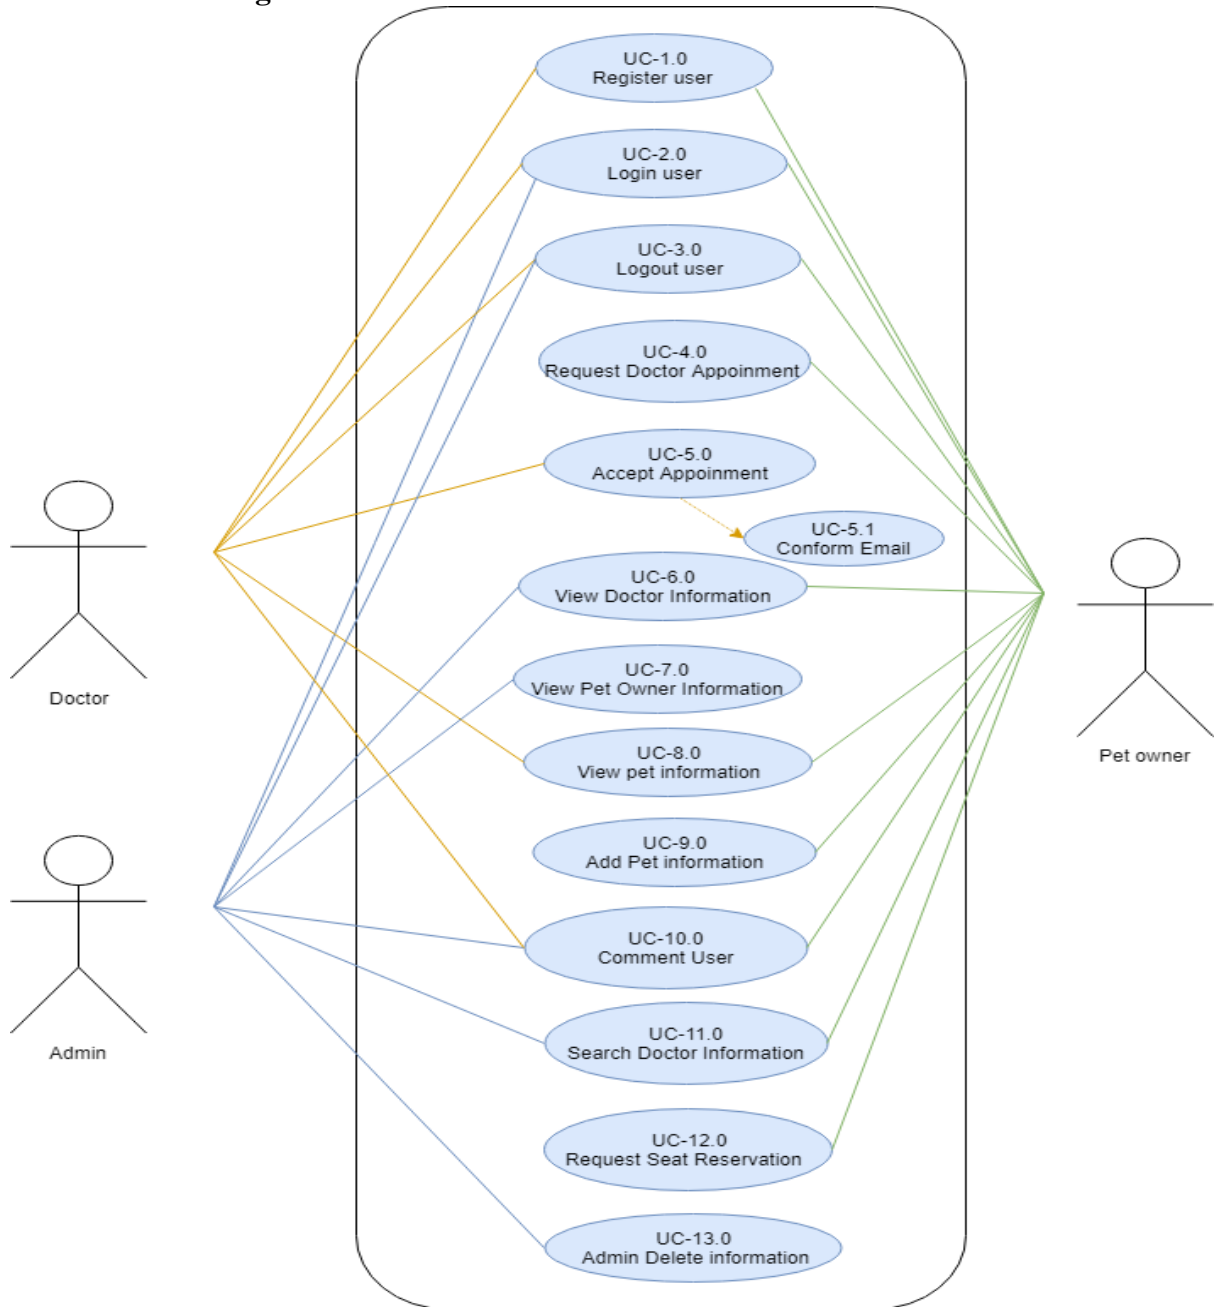 UC-1.0
Register user
UC-2.0
Login user
UC-3.0
Logout user
UC-4.0
Request Doctor Appoinment
UC-5.0
Accept Appoinment
UC-5.1
Conform Email
UC-6.0
View Doctor Information
UC-7.0
View Pet Owner Information
UC-8.0
View pet information
UC-9.0
Add Pet information
UC-10.0
Comment User
UC-11.0
Search Doctor Information
UC-12.0
Request Seat Reservation
UC-13.0
Admin Delete information
Doctor
Admin
Pet owner